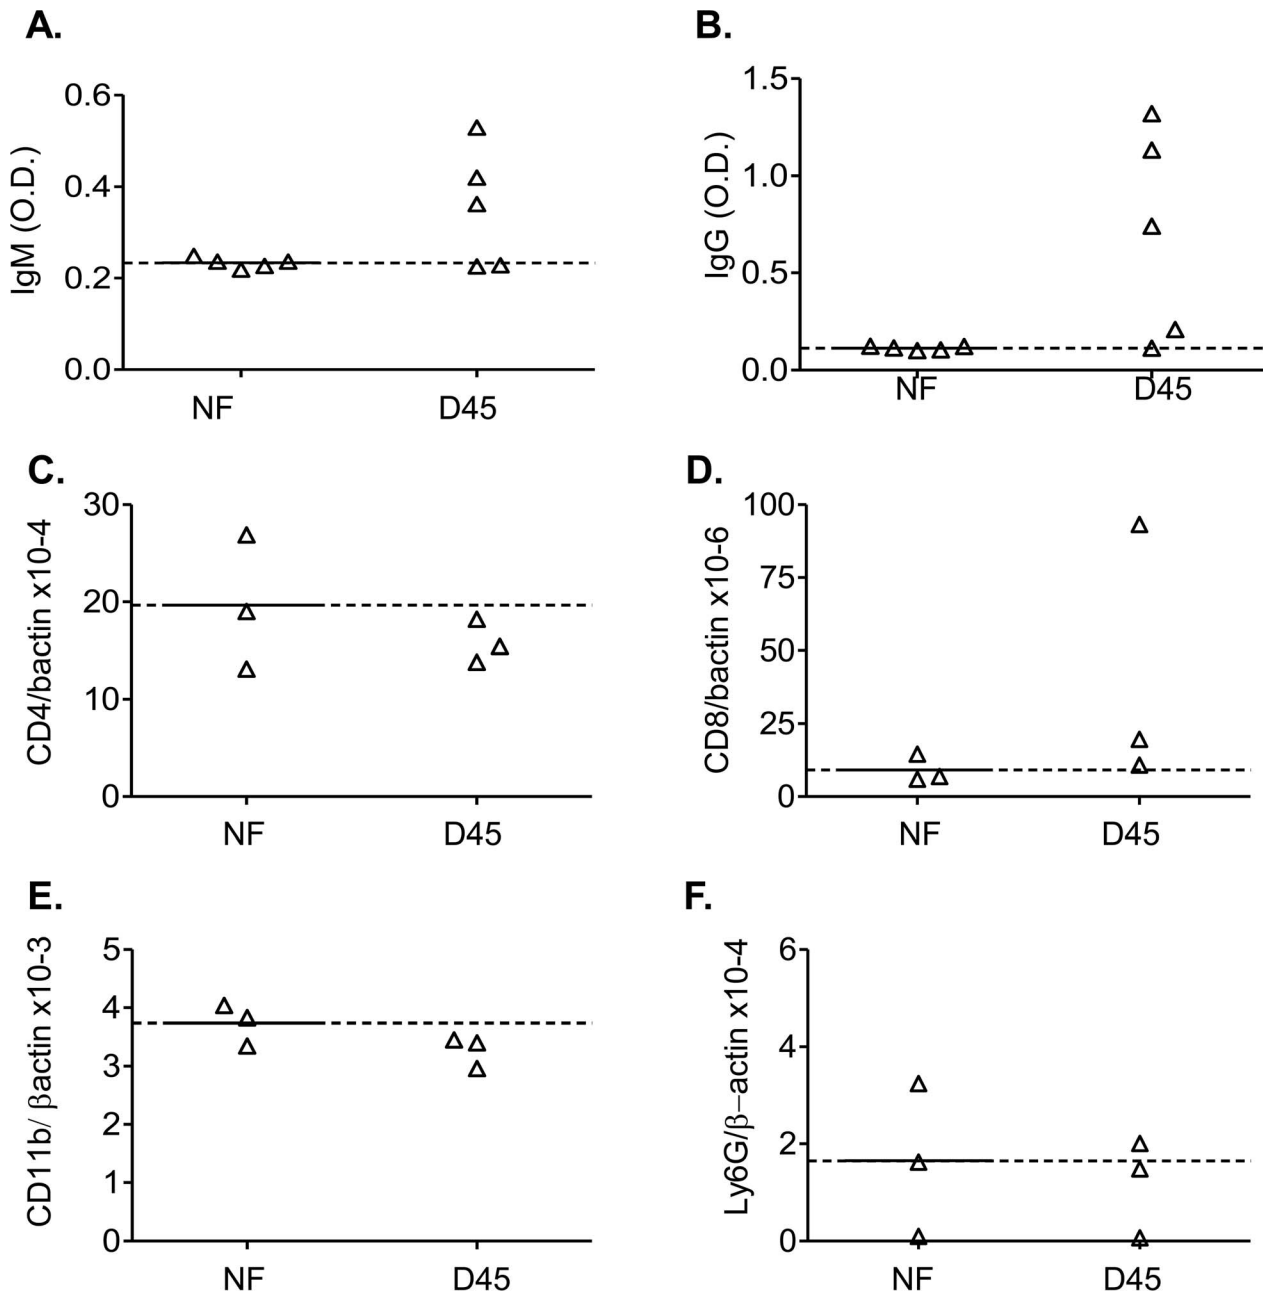 A.
IgM (O.D.)
0.6
0.4
0.2
0.0
NF D45
B.
IgG (O.D.)
1.5
1.0
0.5
0.0
NF D45
C.
CD4/bactin x10-4
30
20
10
0
NF D45
D.
CD8/bactin x10-6
100
75
50
25
0
NF D45
E.
CD11b/ βactin x10-3
5
4
3
2
1
0
NF D45
F.
Ly6G/β–actin x10-4
6
4
2
0
NF D45